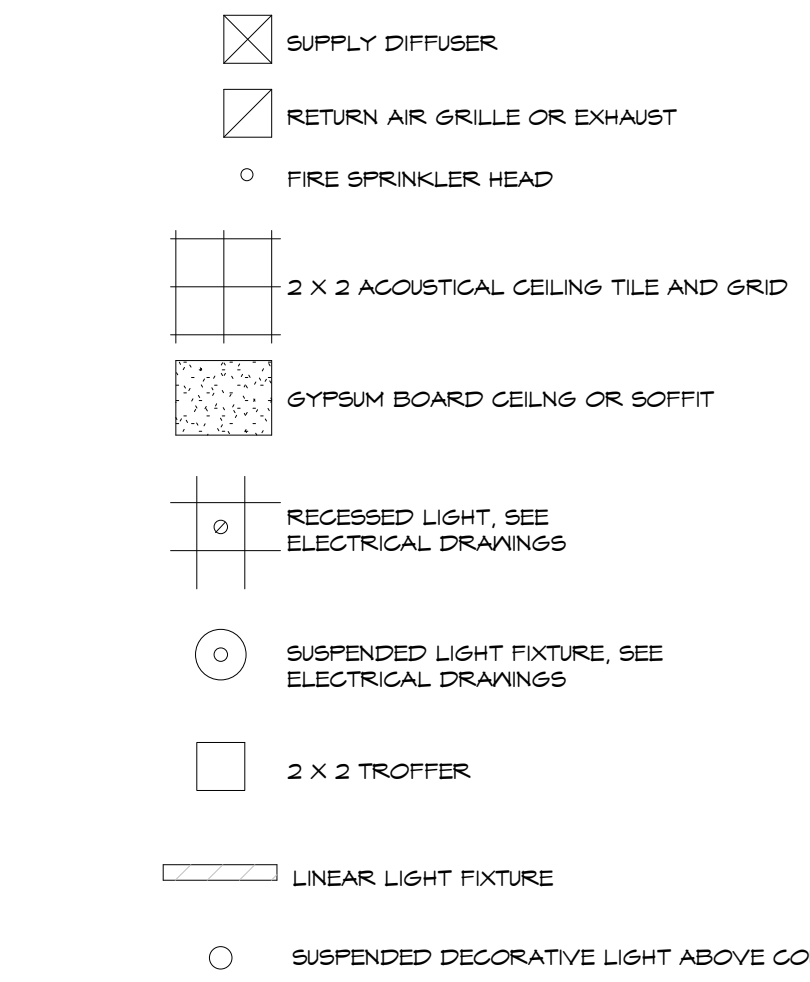 SUPPLY DIFFUSER
RETURN AIR GRILLE OR EXHAUST
FIRE SPRINKLER HEAD
2 X 2 ACOUSTICAL CEILING TILE AND GRID
GYPSUM BOARD CEILNG OR SOFFIT
RECESSED LIGHT, SEE
ELECTRICAL DRAWINGS
SUSPENDED LIGHT FIXTURE, SEE
ELECTRICAL DRAWINGS
2 X 2 TROFFER
LINEAR LIGHT FIXTURE
SUSPENDED DECORATIVE LIGHT ABOVE